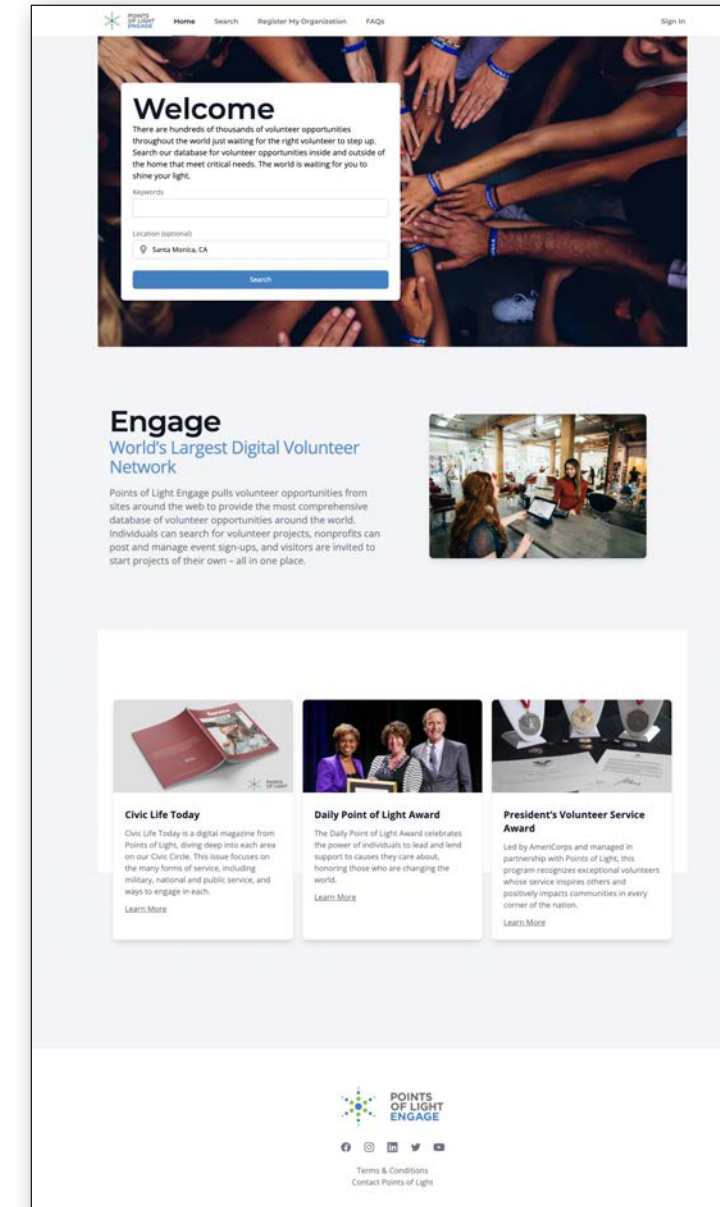 POINTS
OF LIGHT
ENGAGE
Home Search Register My Organization FAQs Sign In
Welcome
There are hundreds of thousands of volunteer opportunities
throughout the world just waiting for the right volunteer to step up.
Search our database for volunteer opportunities inside and outside of
the home that meet critical needs. The world is waiting for you to
shine your light.
Keywords
Location (optional)
Santa Monica, CA
Search
Engage
World's Largest Digital Volunteer
Network
Points of Light Engage pulls volunteer opportunities from
sites around the web to provide the most comprehensive
database of volunteer opportunities around the world.
Individuals can search for volunteer projects, nonprofits can
post and manage event sign-ups, and visitors are invited to
start projects of their own – all in one place.
Service
POINTS
OF LIGHT
Civic Life Today
Civic Life Today is a digital magazine from
Points of Light, diving deep into each area
on our Civic Circle. This issue focuses on
the many forms of service, including
military, national and public service, and
ways to engage in each.
Learn More
Daily Point of Light Award
The Daily Point of Light Award celebrates
the power of individuals to lead and lend
support to causes they care about,
honoring those who are changing the
world.
Learn More
President's Volunteer Service
Award
Led by AmeriCorps and managed in
partnership with Points of Light, this
program recognizes exceptional volunteers
whose service inspires others and
positively impacts communities in every
corner of the nation.
Learn More
POINTS
OF LIGHT
ENGAGE
Terms & Conditions
Contact Points of Light